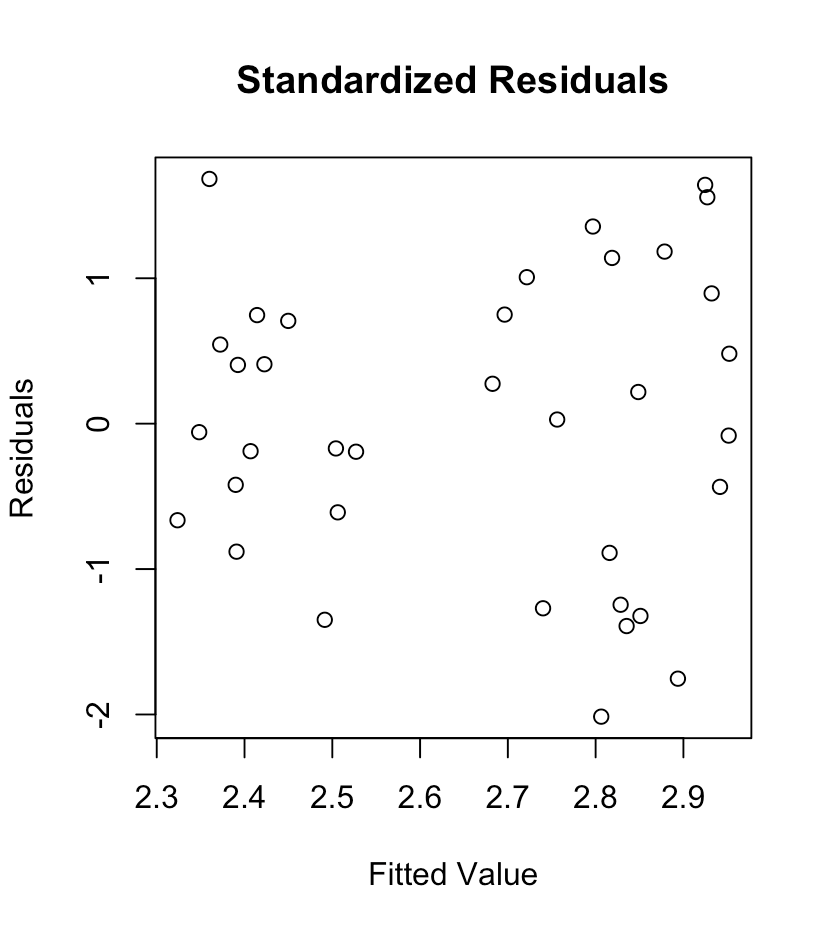 Standardized Residuals
Residuals
1
0
-1
-2
2.3 2.4 2.5 2.6 2.7 2.8 2.9
Fitted Value